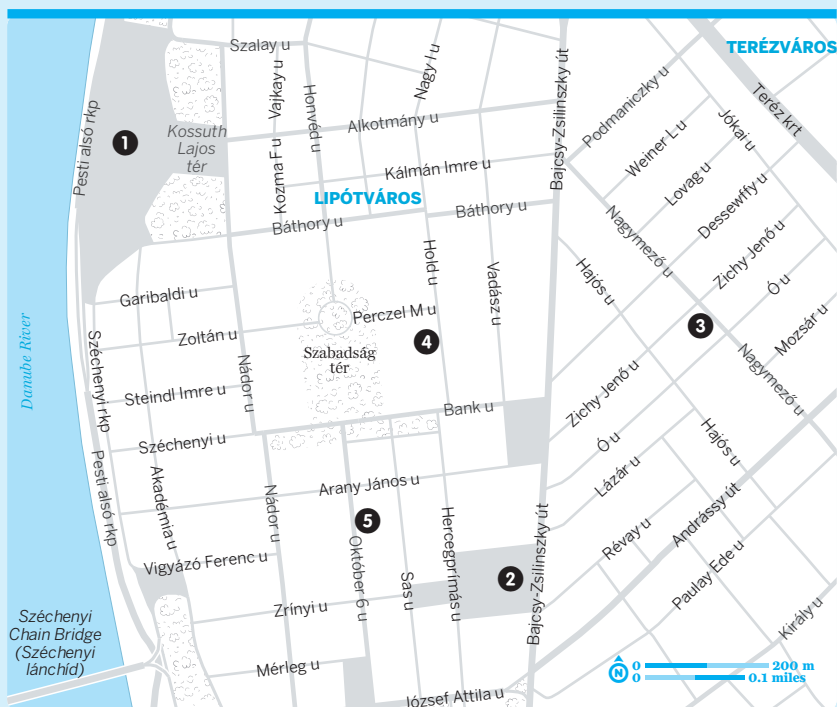 TERÉZVÁROS
Szalay u
Vajkay u
Honvéd u
Nagy I u
Podmaniczky u
Teréz krt
Jókai u
Pesti alsó rkp
1
Kossuth
Lajos
tér
Alkotmány u
Bajcsy-Zsilinszky út
Weiner L u
Kozma F u
Kálmán Imre u
Lovag u
LIPÓTVÁROS
Dessewffy u
Báthory u
Báthory u
Nagymező u
Zichy Jenő u
Hold u
Vadász u
Hajós u
Ó u
Garibaldi u
Mozsár u
Danube River
Széchenyi rkp
Zoltán u
Perczel M u
3
4
Szabadság
tér
Nagymező u
Steindl Imre u
Nádor u
Zichy Jenő u
Bank u
Széchenyi u
Ó u
Hajós u
Pesti alsó rkp
Akadémia u
Lázár u
Arany János u
Nádor u
5
Hercegprímás u
Andrássy út
Révay u
Vigyázó Ferenc u
Október 6 u
Sas u
2
Bajcsy-Zsilinszky út
Paulay Ede u
Zrínyi u
Király u
Széchenyi
Chain Bridge
(Széchenyi
lánchíd)
Mérleg u
József Attila u
N
0 200 m
0 0.1 miles